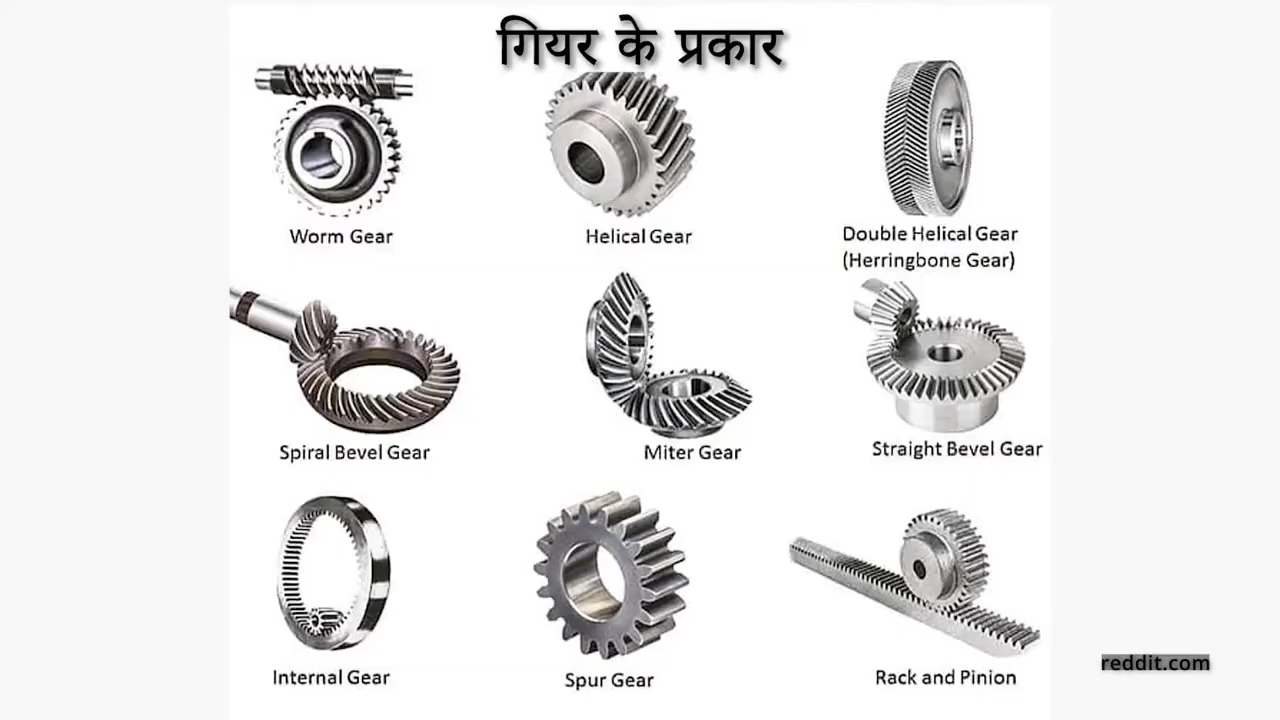 गियर के प्रकार
Worm Gear
Helical Gear
Double Helical Gear
(Herringbone Gear)
Spiral Bevel Gear
Miter Gear
Straight Bevel Gear
Internal Gear
Spur Gear
Rack and Pinion
reddit.com